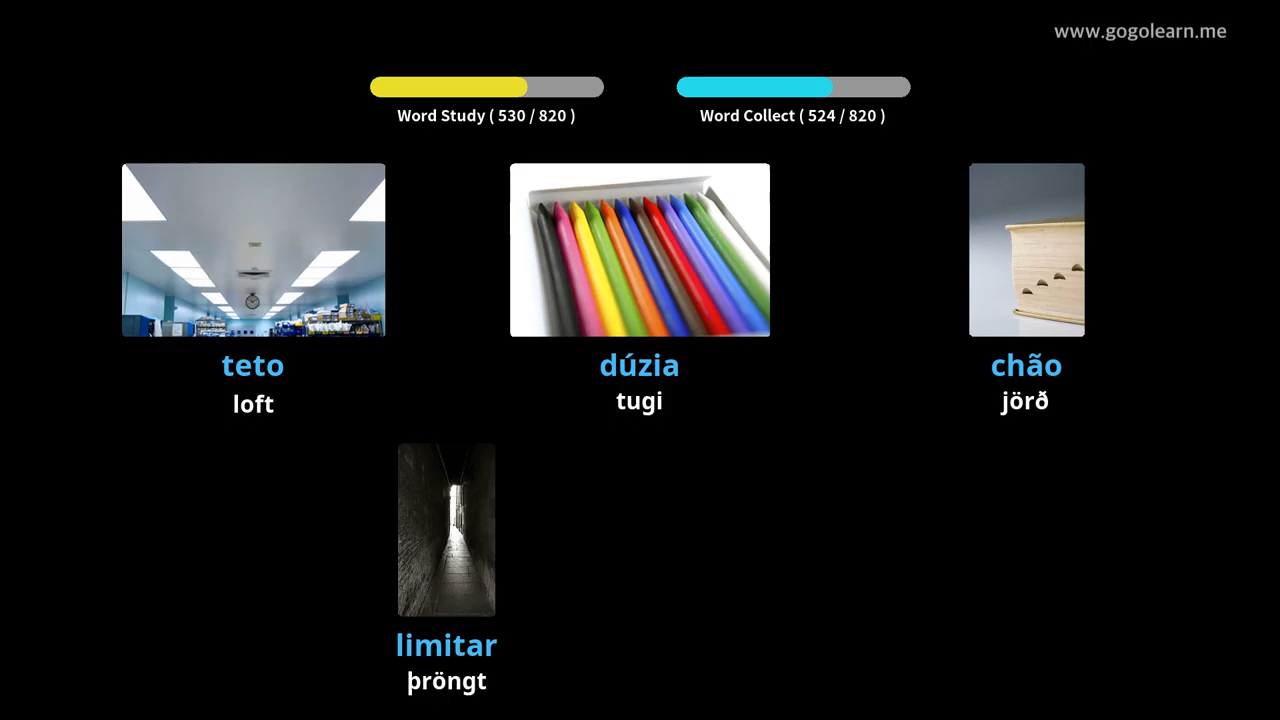 www.gogolearn.me
Word Study ( 530 / 820 )
Word Collect ( 524 / 820 )
teto
loft
dúzia
tugi
chão
jörð
limitar
þröngt